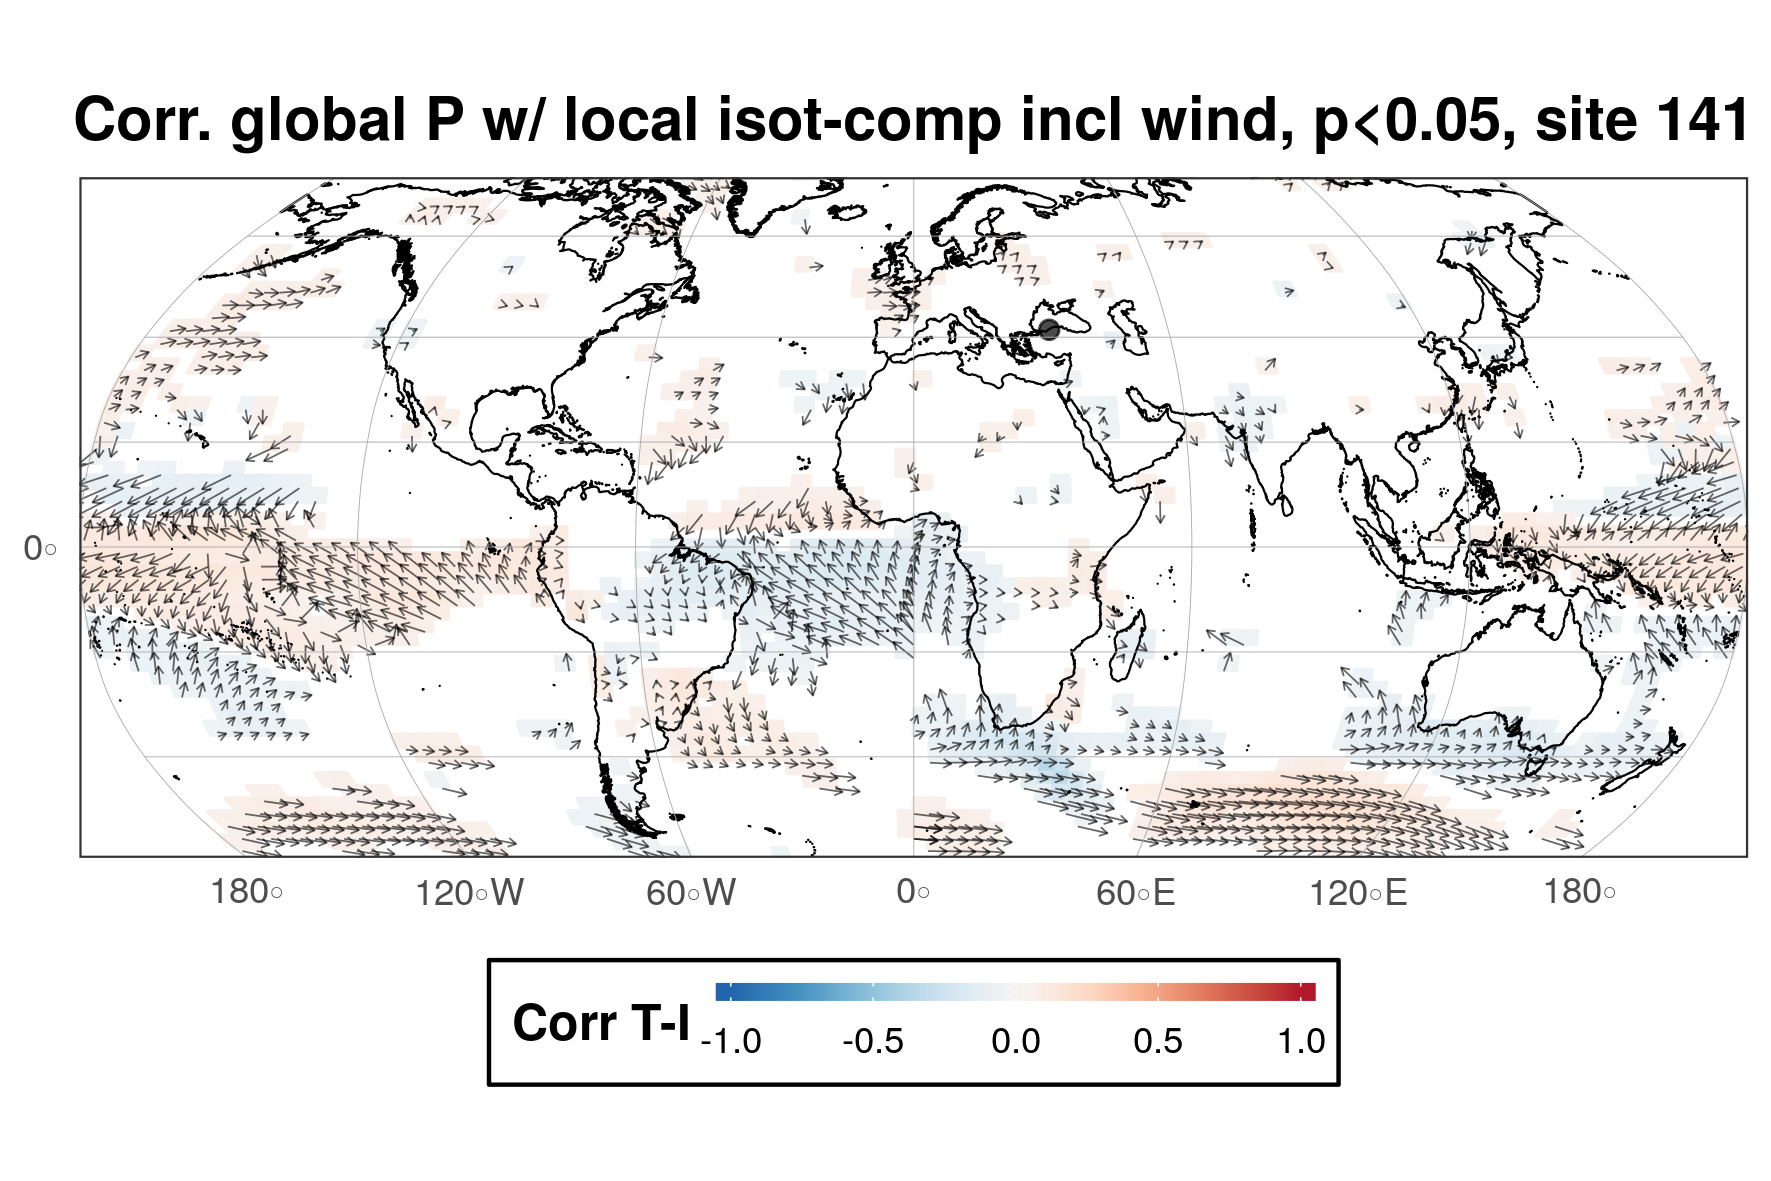 Corr. global P w/ local isot-comp incl wind, p<0.05, site 141
0°
180° 120°W 60°W 0° 60°E 120°E 180°
Corr T-I
-1.0 -0.5 0.0 0.5 1.0